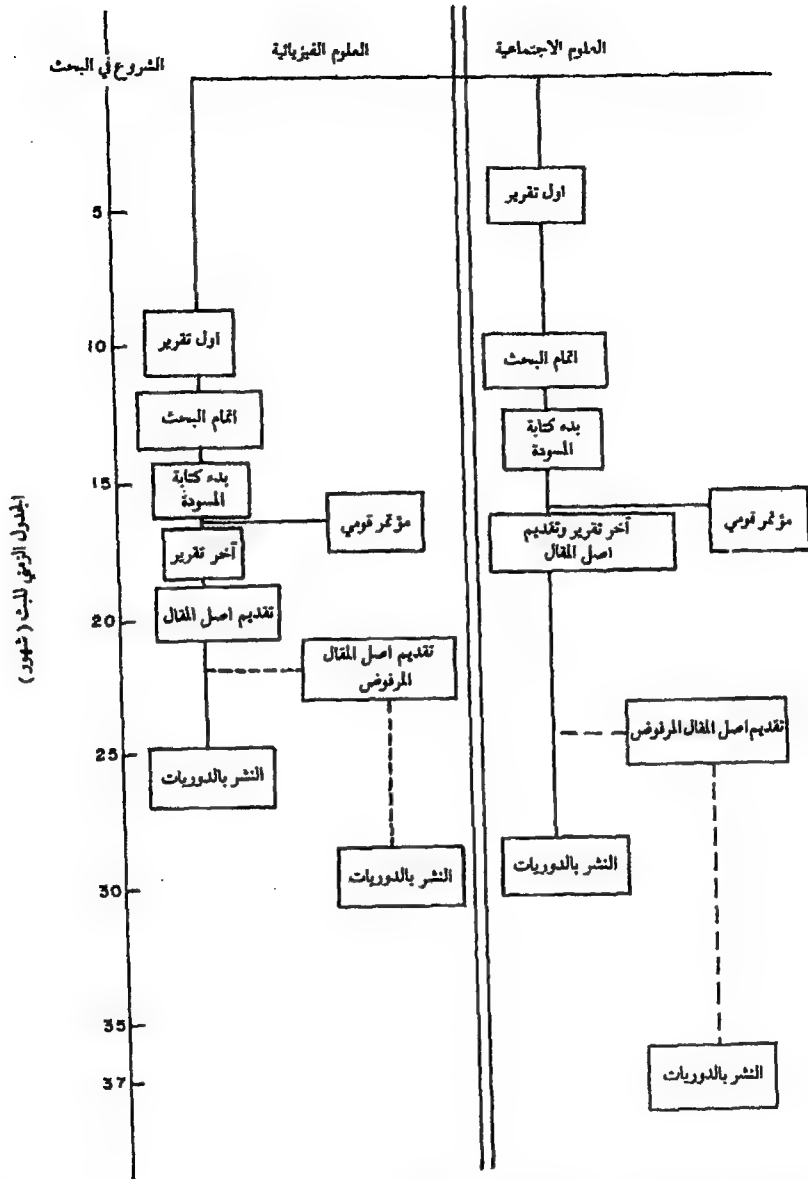 العلوم الاجتماعية
العلوم الفيزيائية
الشروع في البحث
الجدول الزمني للبث (شهور)
5
10
15
20
25
30
35
37
اول تقرير
اتمام البحث
بدء كتابة
المسودة
مؤتمر قومي
آخر تقرير وتقديم
اصل المقال
تقديم اصل المقال المرفوض
النشر بالدوريات
النشر بالدوريات
اول تقرير
اتمام البحث
بدء كتابة
المسودة
مؤتمر قومي
آخر تقرير
تقديم اصل المقال
تقديم اصل المقال
المرفوض
النشر بالدوريات
النشر بالدوريات